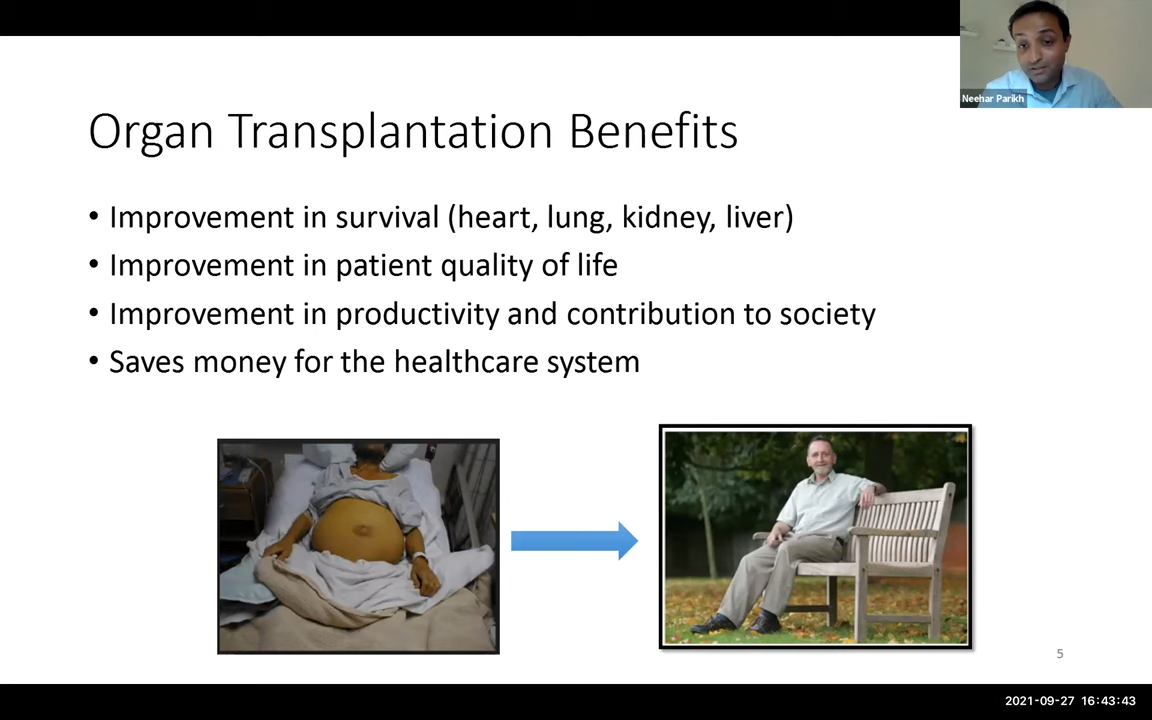 Neehar Parikh
Organ Transplantation Benefits
• Improvement in survival (heart, lung, kidney, liver)
• Improvement in patient quality of life
• Improvement in productivity and contribution to society
• Saves money for the healthcare system
5
2021-09-27 16:43:43